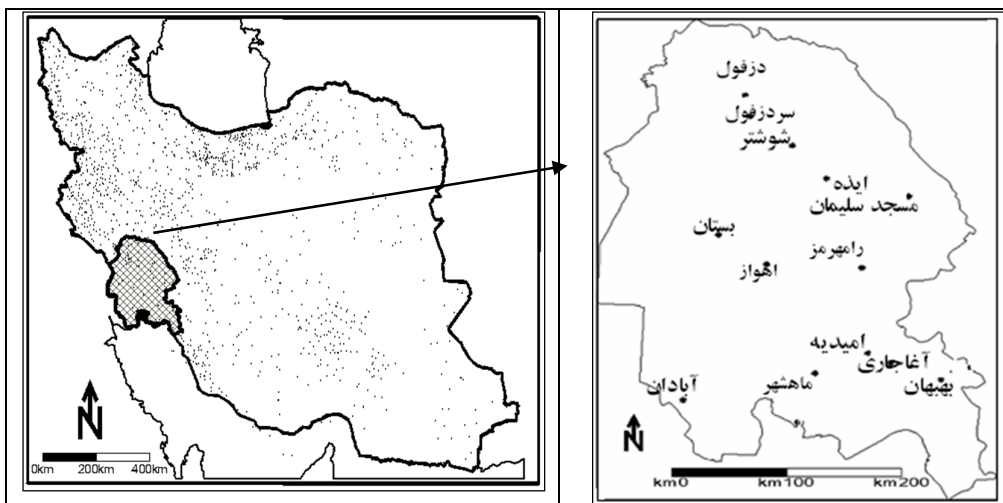 N
0km 200km 400km
دزفول
سردزفول
شوشتر
ایذه
مسجد سلیمان
بستان
رامهرمز
اهواز
امیدیه
آغاجاری
بهبهان
ماهشهر
آبادان
N
km0 km100 km200